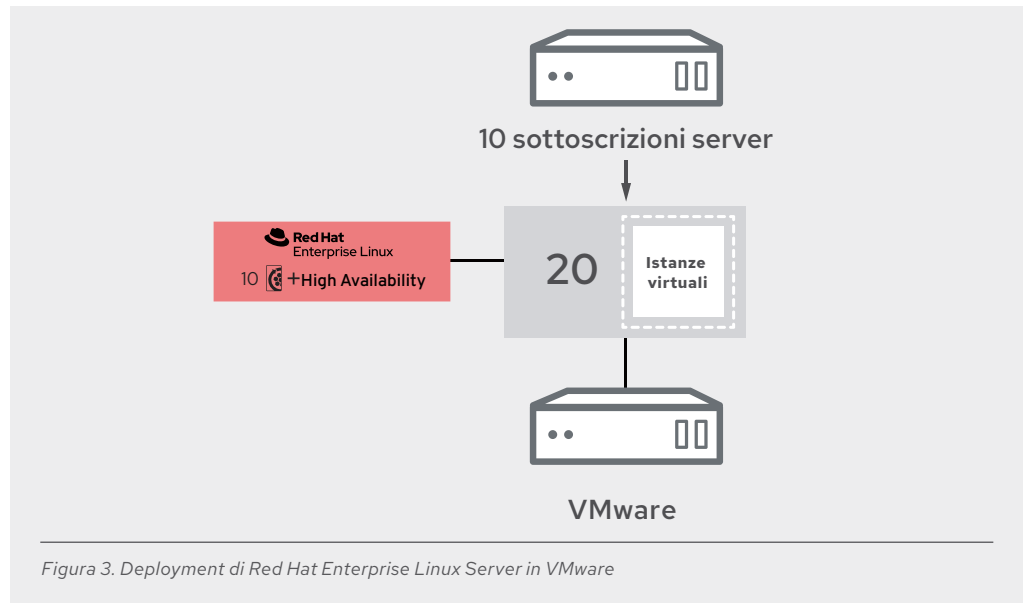 10 sottoscrizioni server
Red Hat
Enterprise Linux
10 +High Availability
20
Istanze
virtuali
VMware
Figura 3. Deployment di Red Hat Enterprise Linux Server in VMware